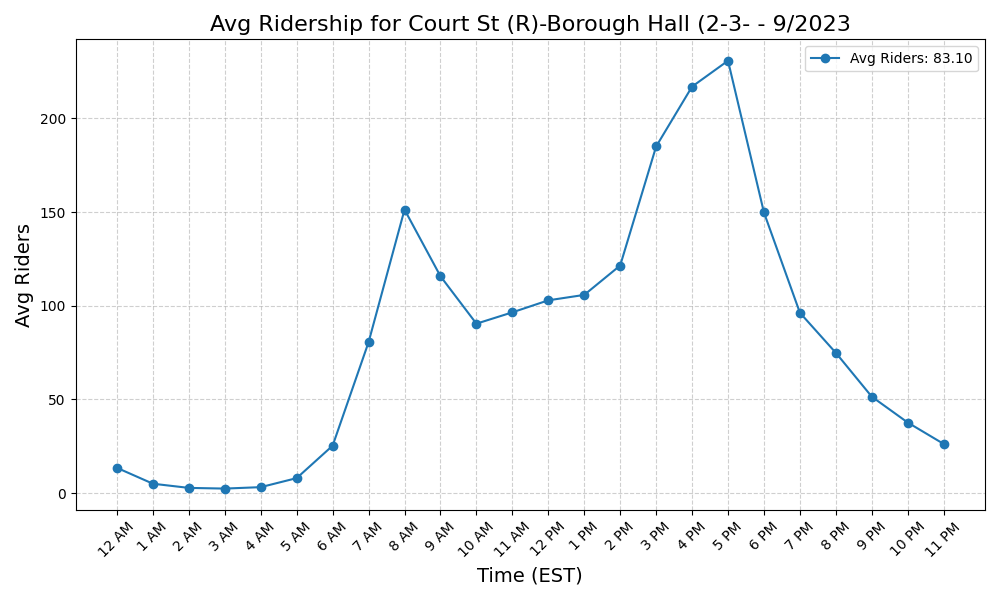 Avg Ridership for Court St (R)-Borough Hall (2-3- - 9/2023
Avg Riders: 83.10
Avg Riders
200
150
100
50
0
12 AM
1 AM
2 AM
3 AM
4 AM
5 AM
6 AM
7 AM
8 AM
9 AM
10 AM
11 AM
12 PM
1 PM
2 PM
3 PM
4 PM
5 PM
6 PM
7 PM
8 PM
9 PM
10 PM
11 PM
Time (EST)